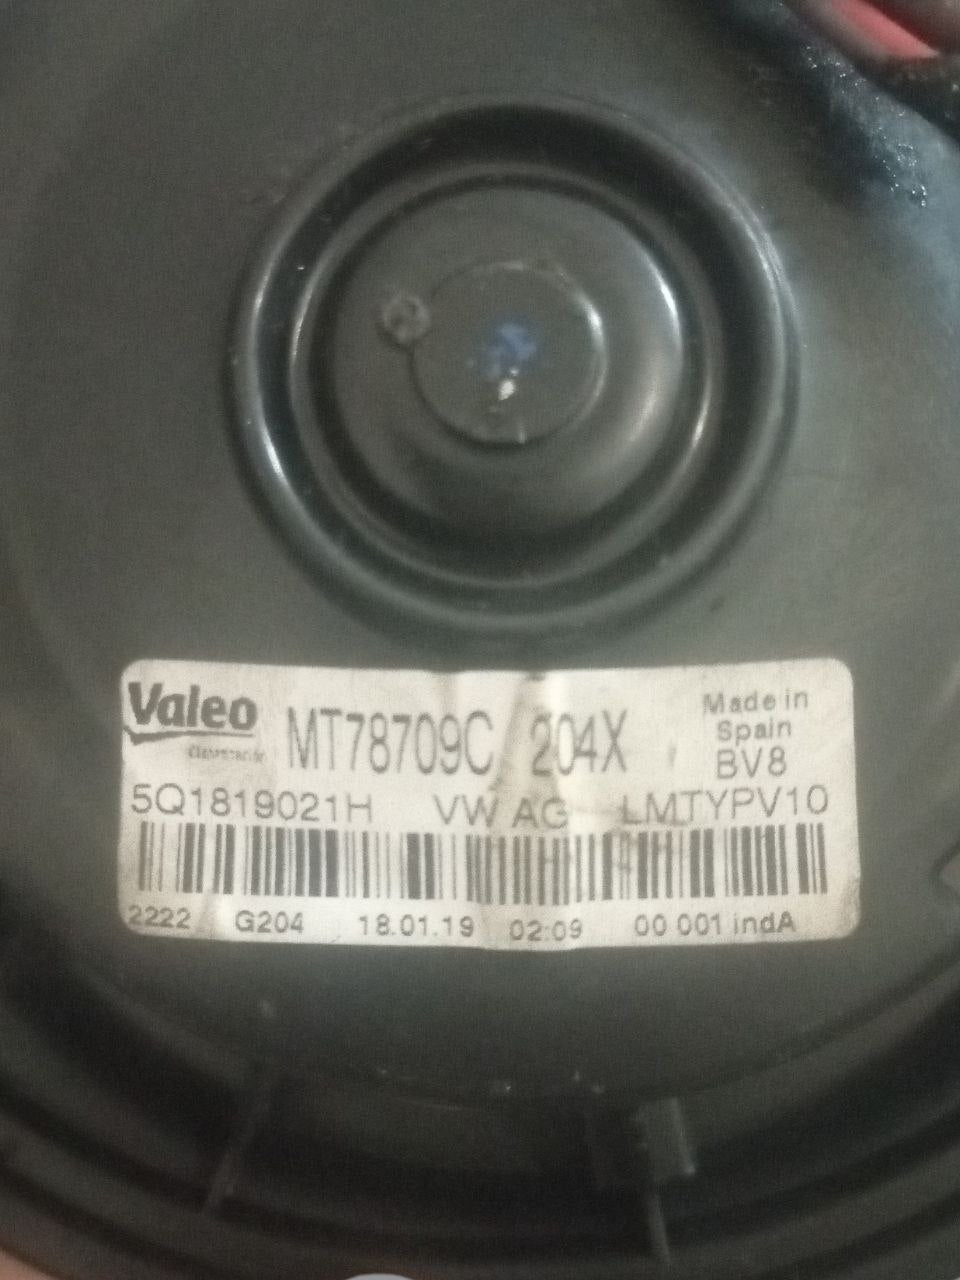 Valeo
MT78709C 204X
Made in
Spain
BV8
5Q1819021H VW AG LMTYPV10
2222 G204 18.01.19 02:09 00 001 indA